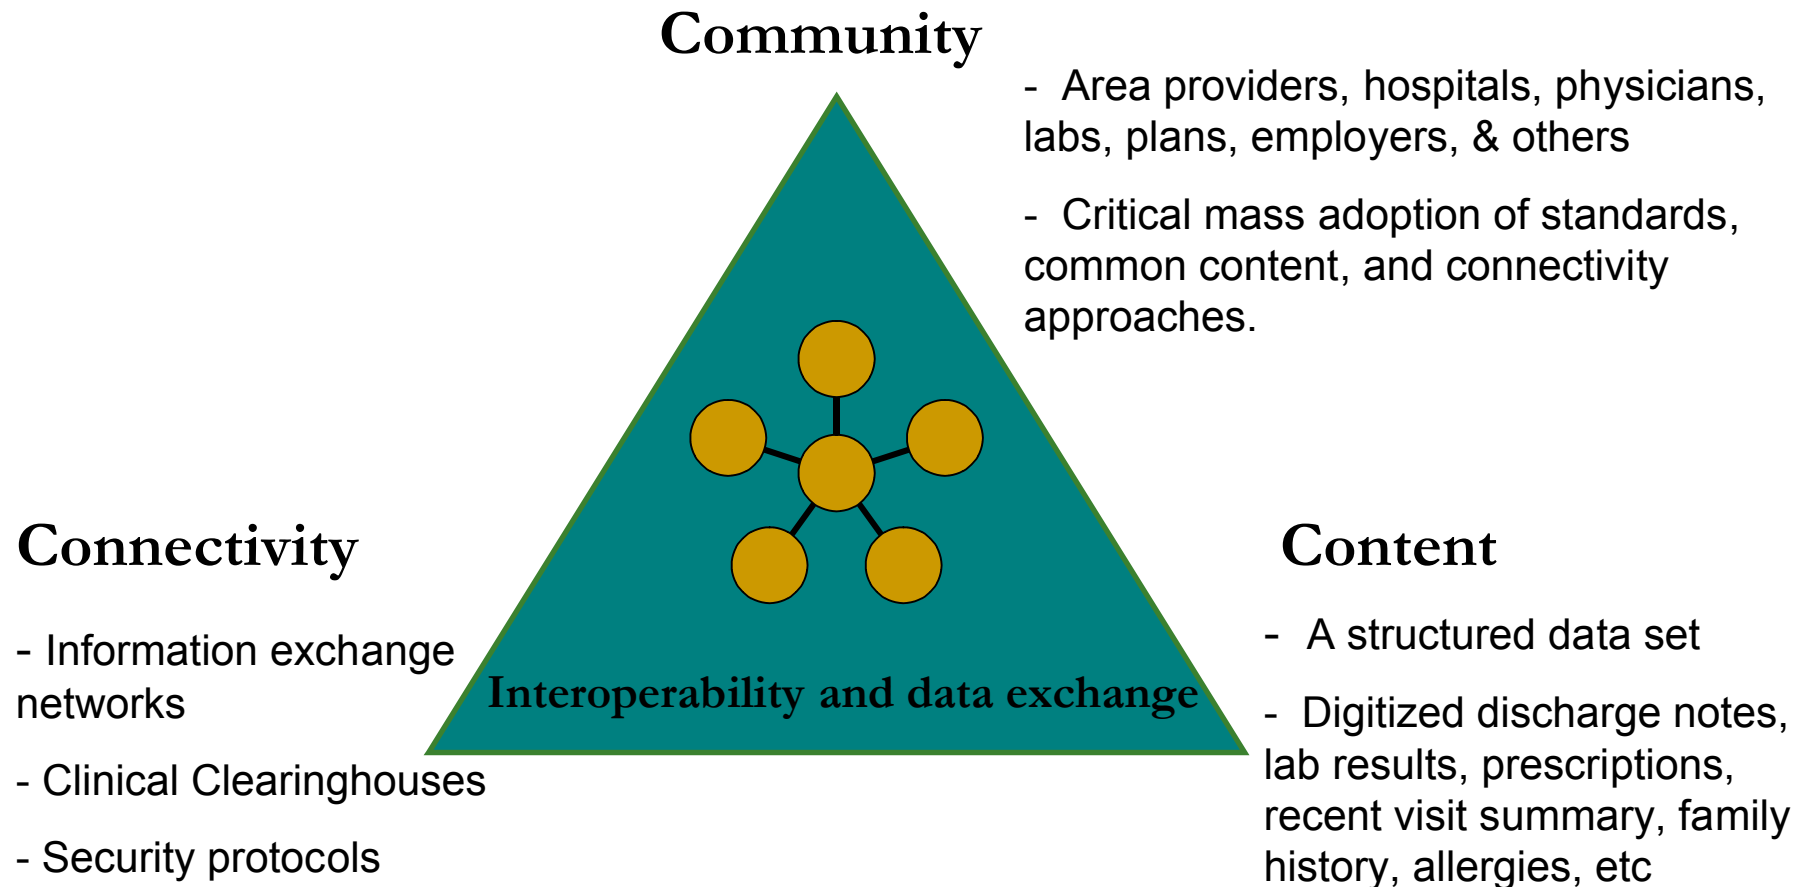 Community
- Area providers, hospitals, physicians,
labs, plans, employers, & others
- Critical mass adoption of standards,
common content, and connectivity
approaches.
Connectivity
- Information exchange
networks
- Clinical Clearinghouses
- Security protocols
Interoperability and data exchange
Content
- A structured data set
- Digitized discharge notes,
lab results, prescriptions,
recent visit summary, family
history, allergies, etc